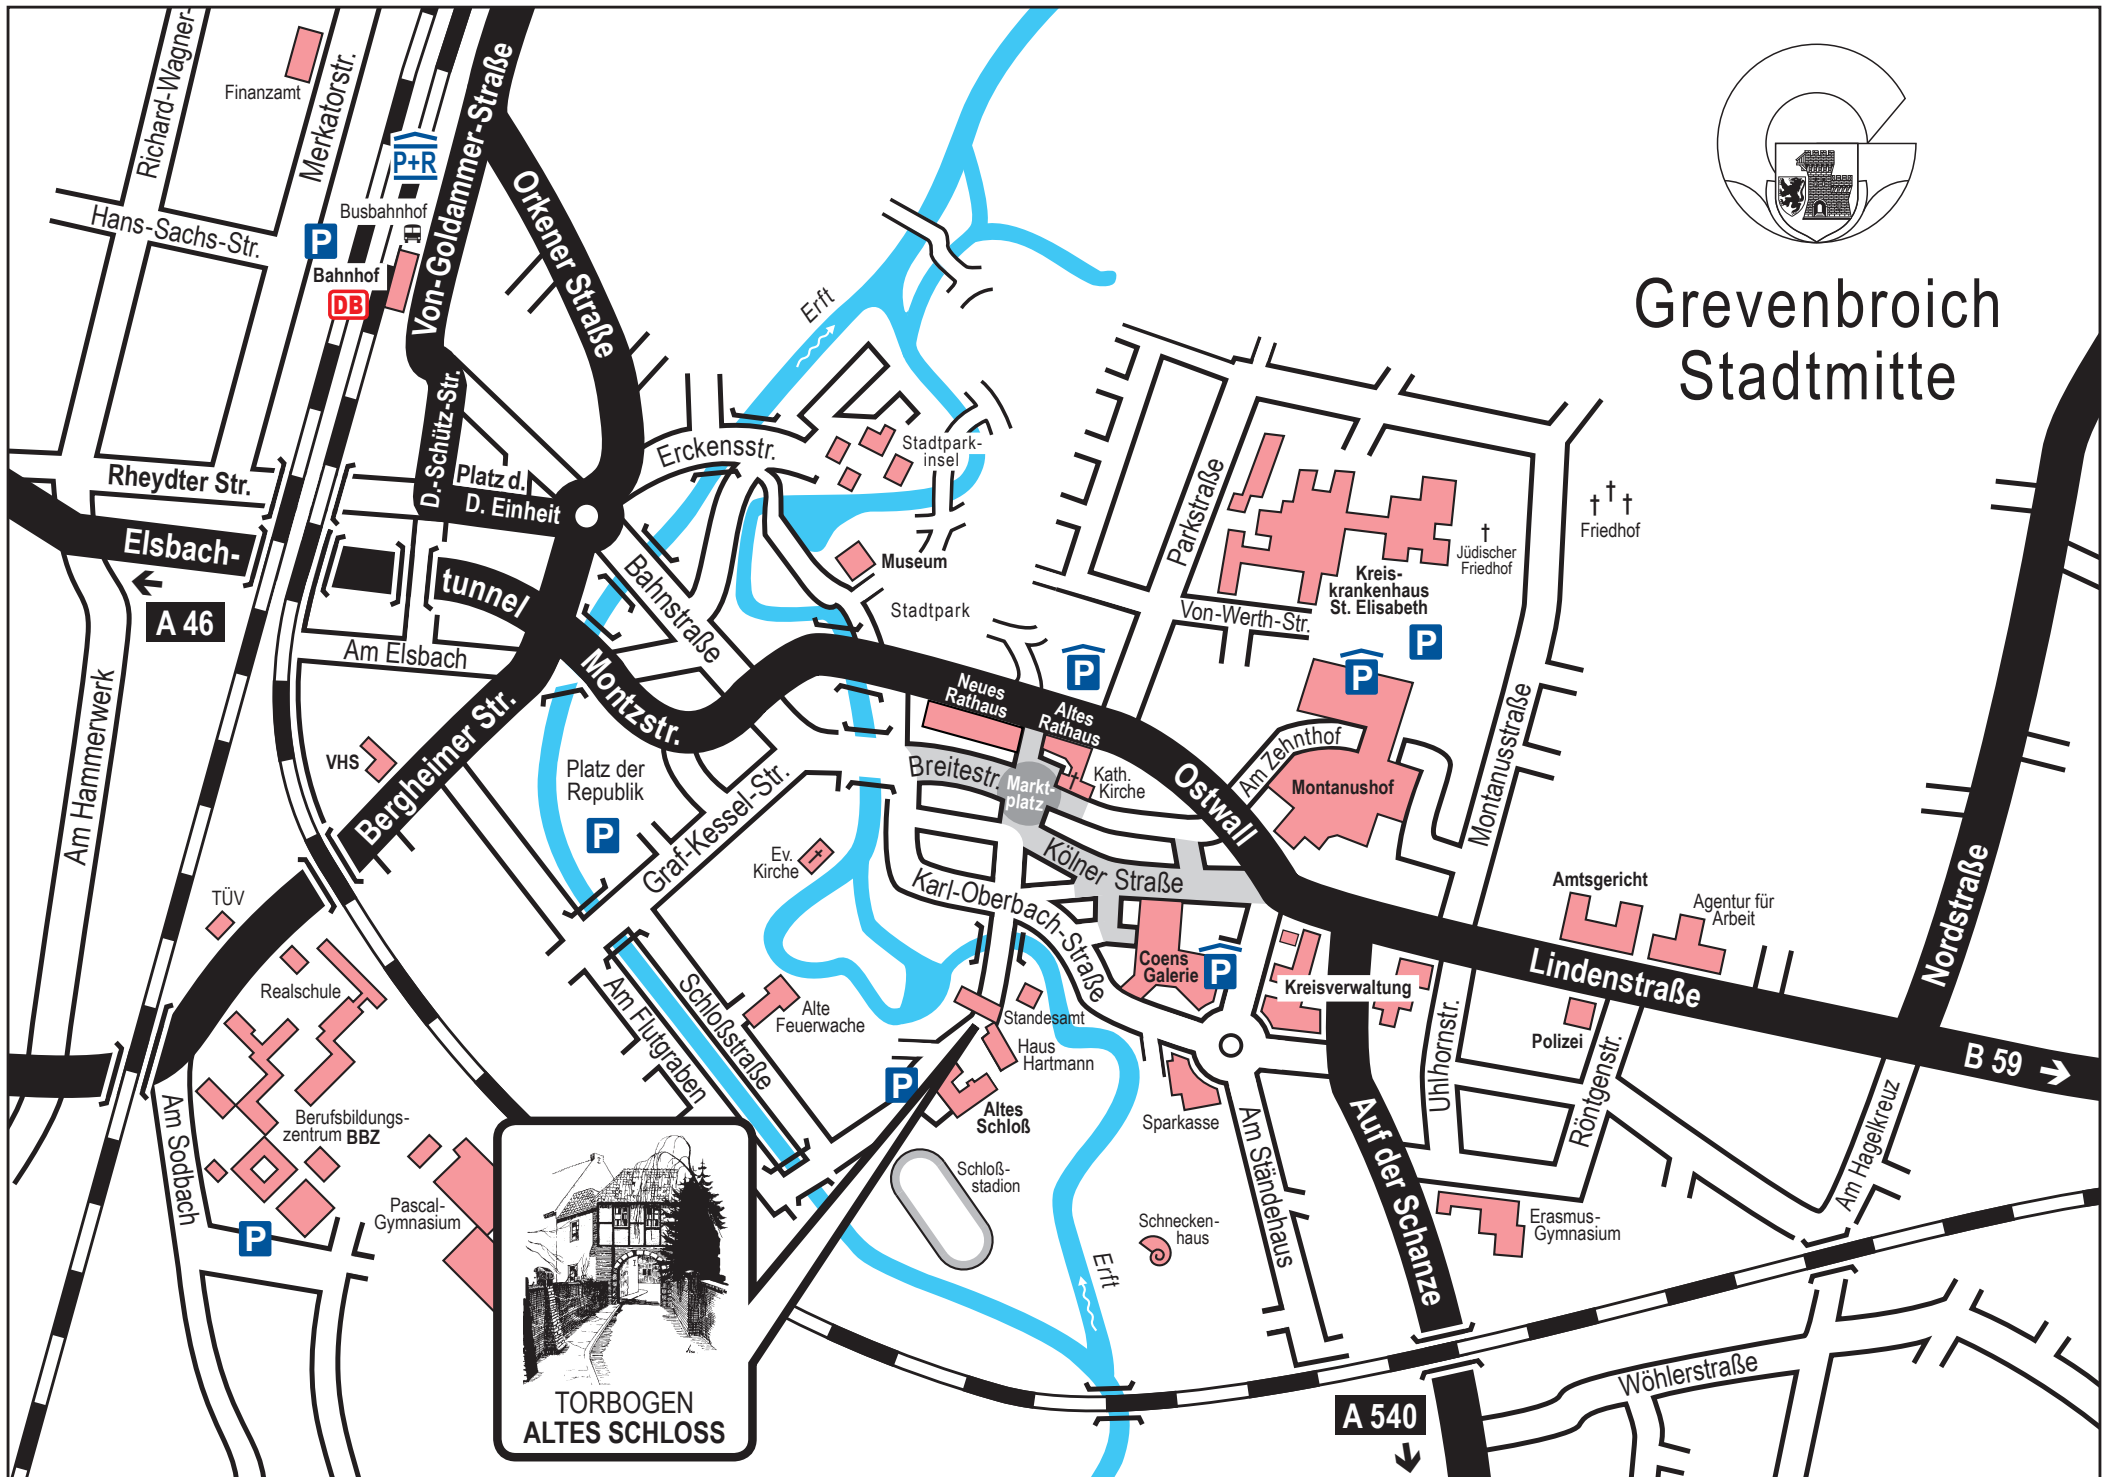 Grevenbroich
Stadtmitte
Richard-Wagner-
Finanzamt
Merkatorstr.
Hans-Sachs-Str.
P+R
Busbahnhof
P
Bahnhof
DB
Von-Goldammer-Straße
Orkener Straße
D.-Schütz-Str.
Platz d.
D. Einheit
Rheydter Str.
Elsbach-
tunnel
A 46
Am Hammerwerk
Am Elsbach
Bergheimer Str.
VHS
Erckensstr.
Erft
Stadtpark-
insel
Museum
Stadtpark
Bahnstraße
Montzstr.
Platz der
Republik
P
Graf-Kessel-Str.
Ev.
Kirche
Neues
Rathaus
Altes
Rathaus
P
Breitestr.
Markt-
platz
Kath.
Kirche
Kölner Straße
Karl-Oberbach-Straße
Ostwall
Am Zehnthof
Montanushof
P
Parkstraße
Von-Werth-Str.
Kreis-
krankenhaus
St. Elisabeth
P
Jüdischer
Friedhof
Friedhof
Montanusstraße
Nordstraße
Amtsgericht
Agentur für
Arbeit
Lindenstraße
B 59
Coens
Galerie
P
Kreisverwaltung
Uhlhornstr.
Polizei
Röntgenstr.
Am Hagelkreuz
TÜV
Realschule
Berufsbildungs-
zentrum BBZ
Am Sodbach
P
Pascal-
Gymnasium
Am Flutgraben
Schloßstraße
Alte
Feuerwache
Standesamt
Haus
Hartmann
P
Altes
Schloß
Schloß-
stadion
Sparkasse
Am Ständehaus
Auf der Schanze
Schnecken-
haus
Erft
Erasmus-
Gymnasium
Wöhlerstraße
A 540
TORBOGEN
ALTES SCHLOSS